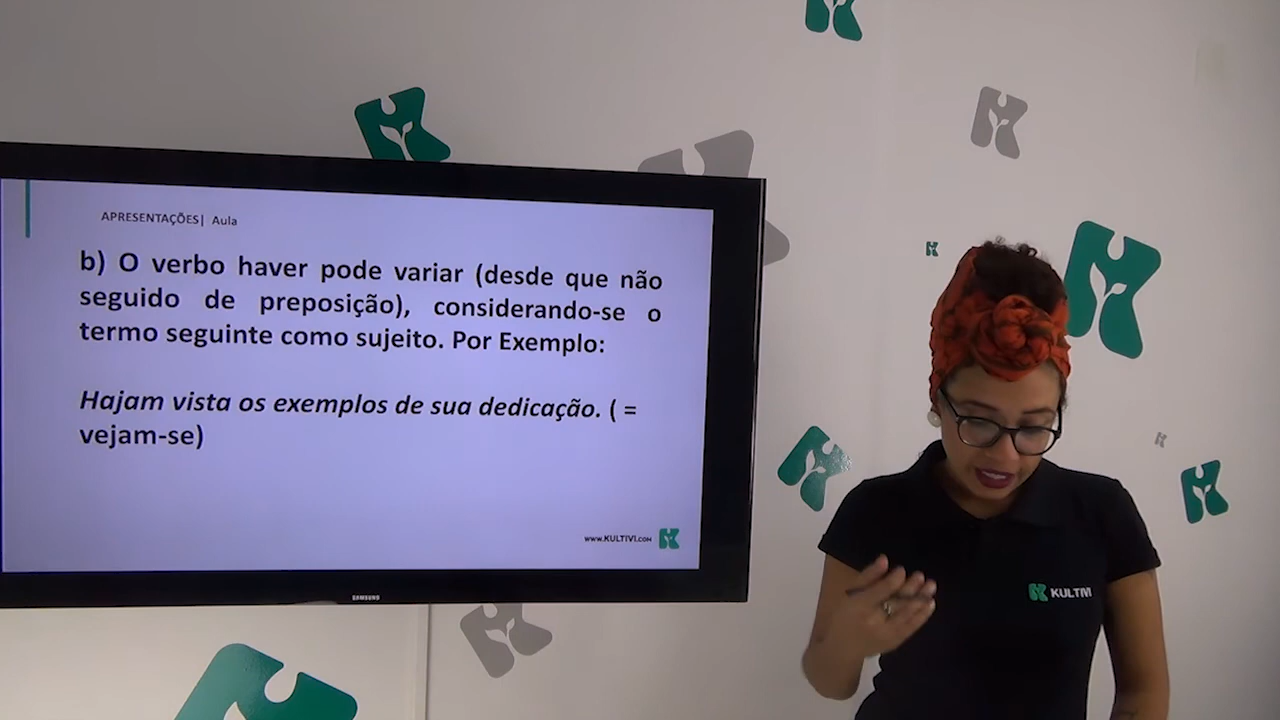 APRESENTAÇÕES| Aula
b) O verbo haver pode variar (desde que não
seguido de preposição), considerando-se o
termo seguinte como sujeito. Por Exemplo:
Hajam vista os exemplos de sua dedicação. ( =
vejam-se)
www.KULTIVI.COM
SAMSUNG
KULTIVI